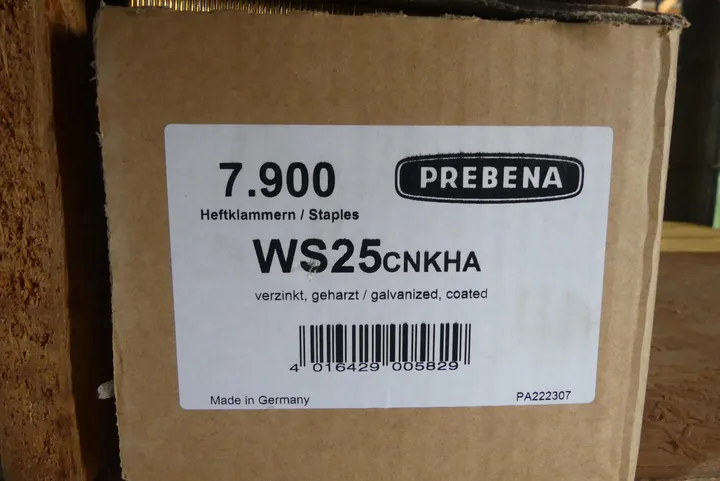 7.900
PREBENA
Heftklammern / Staples
WS25CNKHA
verzinkt, geharzt / galvanized, coated
4 016429 005829
Made in Germany
PA222307